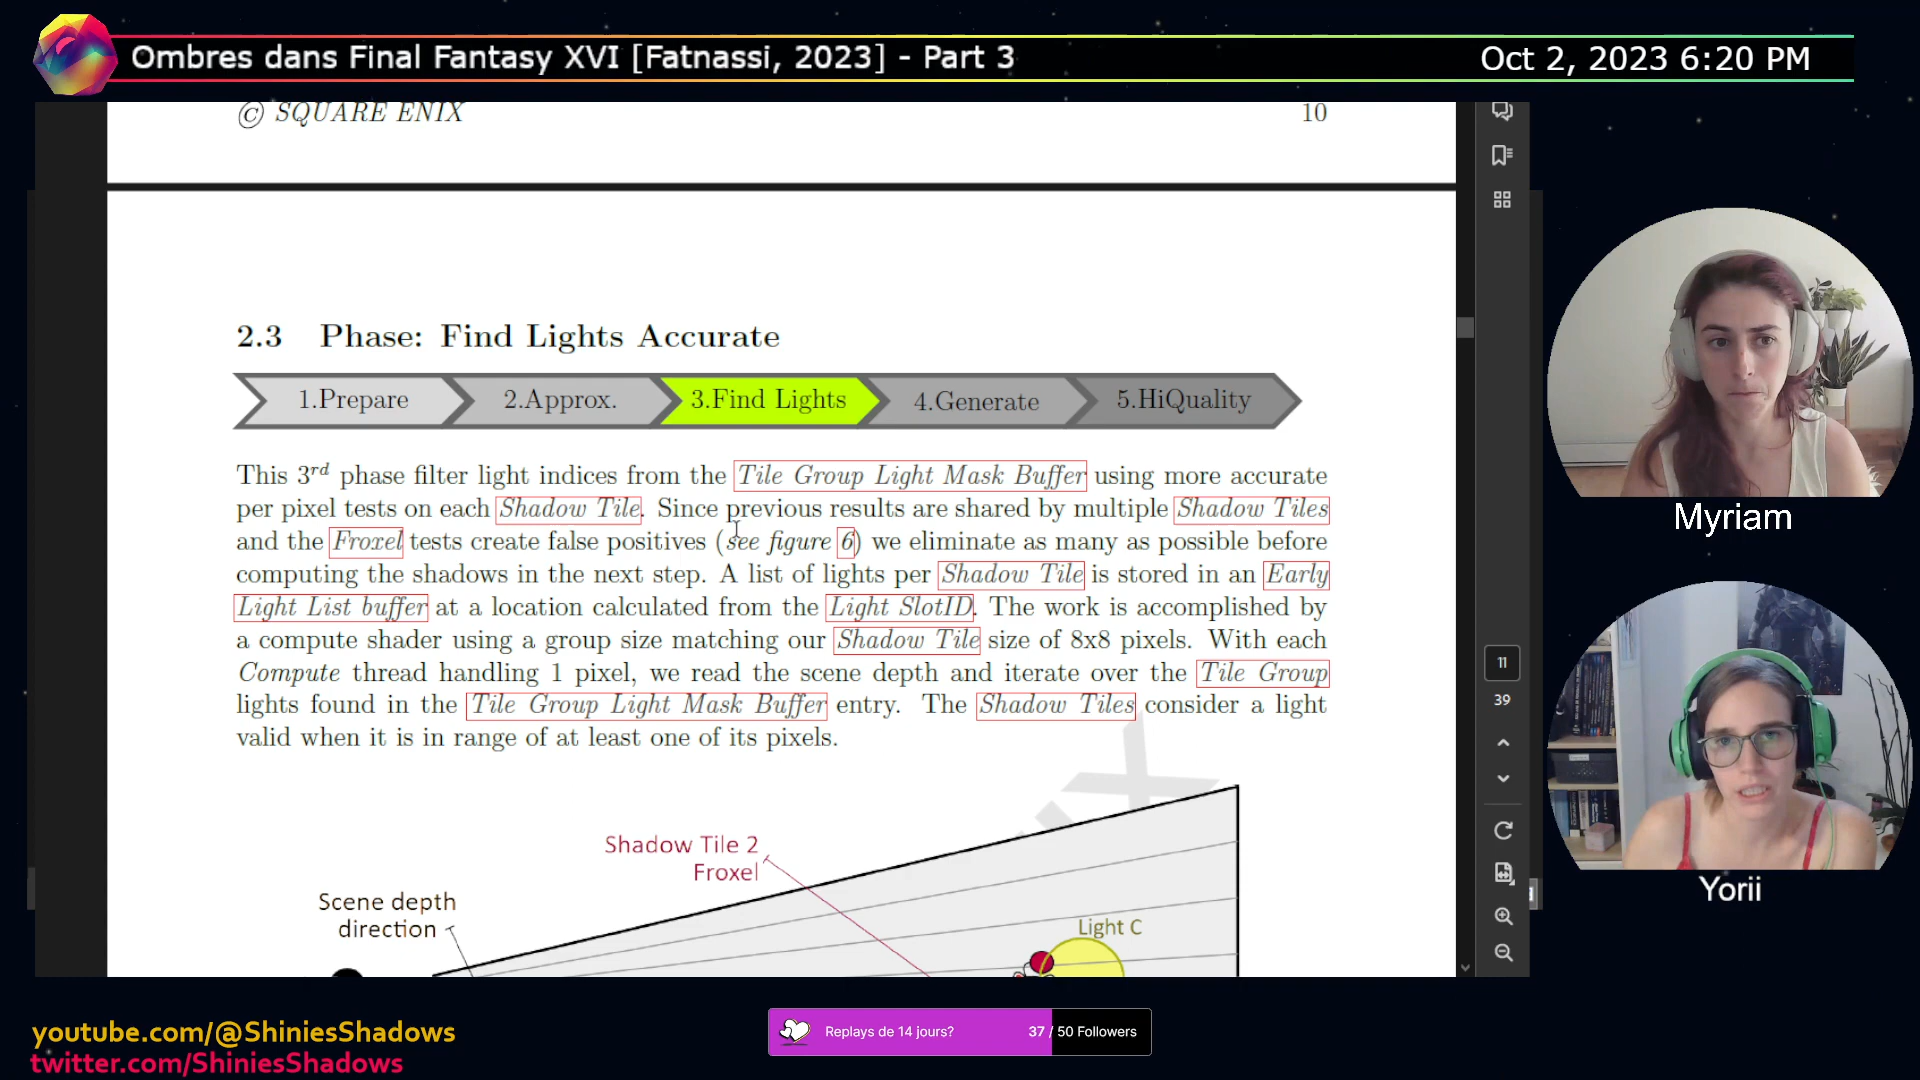 Ombres dans Final Fantasy XVI [Fatnassi, 2023] - Part 3
Oct 2, 2023 6:20 PM
© SQUARE ENIX
10
2.3 Phase: Find Lights Accurate
1.Prepare
2.Approx.
3.Find Lights
4.Generate
5.HiQuality
This 3rd phase filter light indices from the Tile Group Light Mask Buffer using more accurate
per pixel tests on each Shadow Tile. Since previous results are shared by multiple Shadow Tiles
and the Froxel tests create false positives (see figure 6) we eliminate as many as possible before
computing the shadows in the next step. A list of lights per Shadow Tile is stored in an Early
Light List buffer at a location calculated from the Light SlotID. The work is accomplished by
a compute shader using a group size matching our Shadow Tile size of 8x8 pixels. With each
Compute thread handling 1 pixel, we read the scene depth and iterate over the Tile Group
lights found in the Tile Group Light Mask Buffer entry. The Shadow Tiles consider a light
valid when it is in range of at least one of its pixels.
Shadow Tile 2
Froxel
Scene depth
direction
Light C
11
39
Myriam
Yorii
youtube.com/@ShiniesShadows
twitter.com/ShiniesShadows
Replays de 14 jours?
37 / 50 Followers